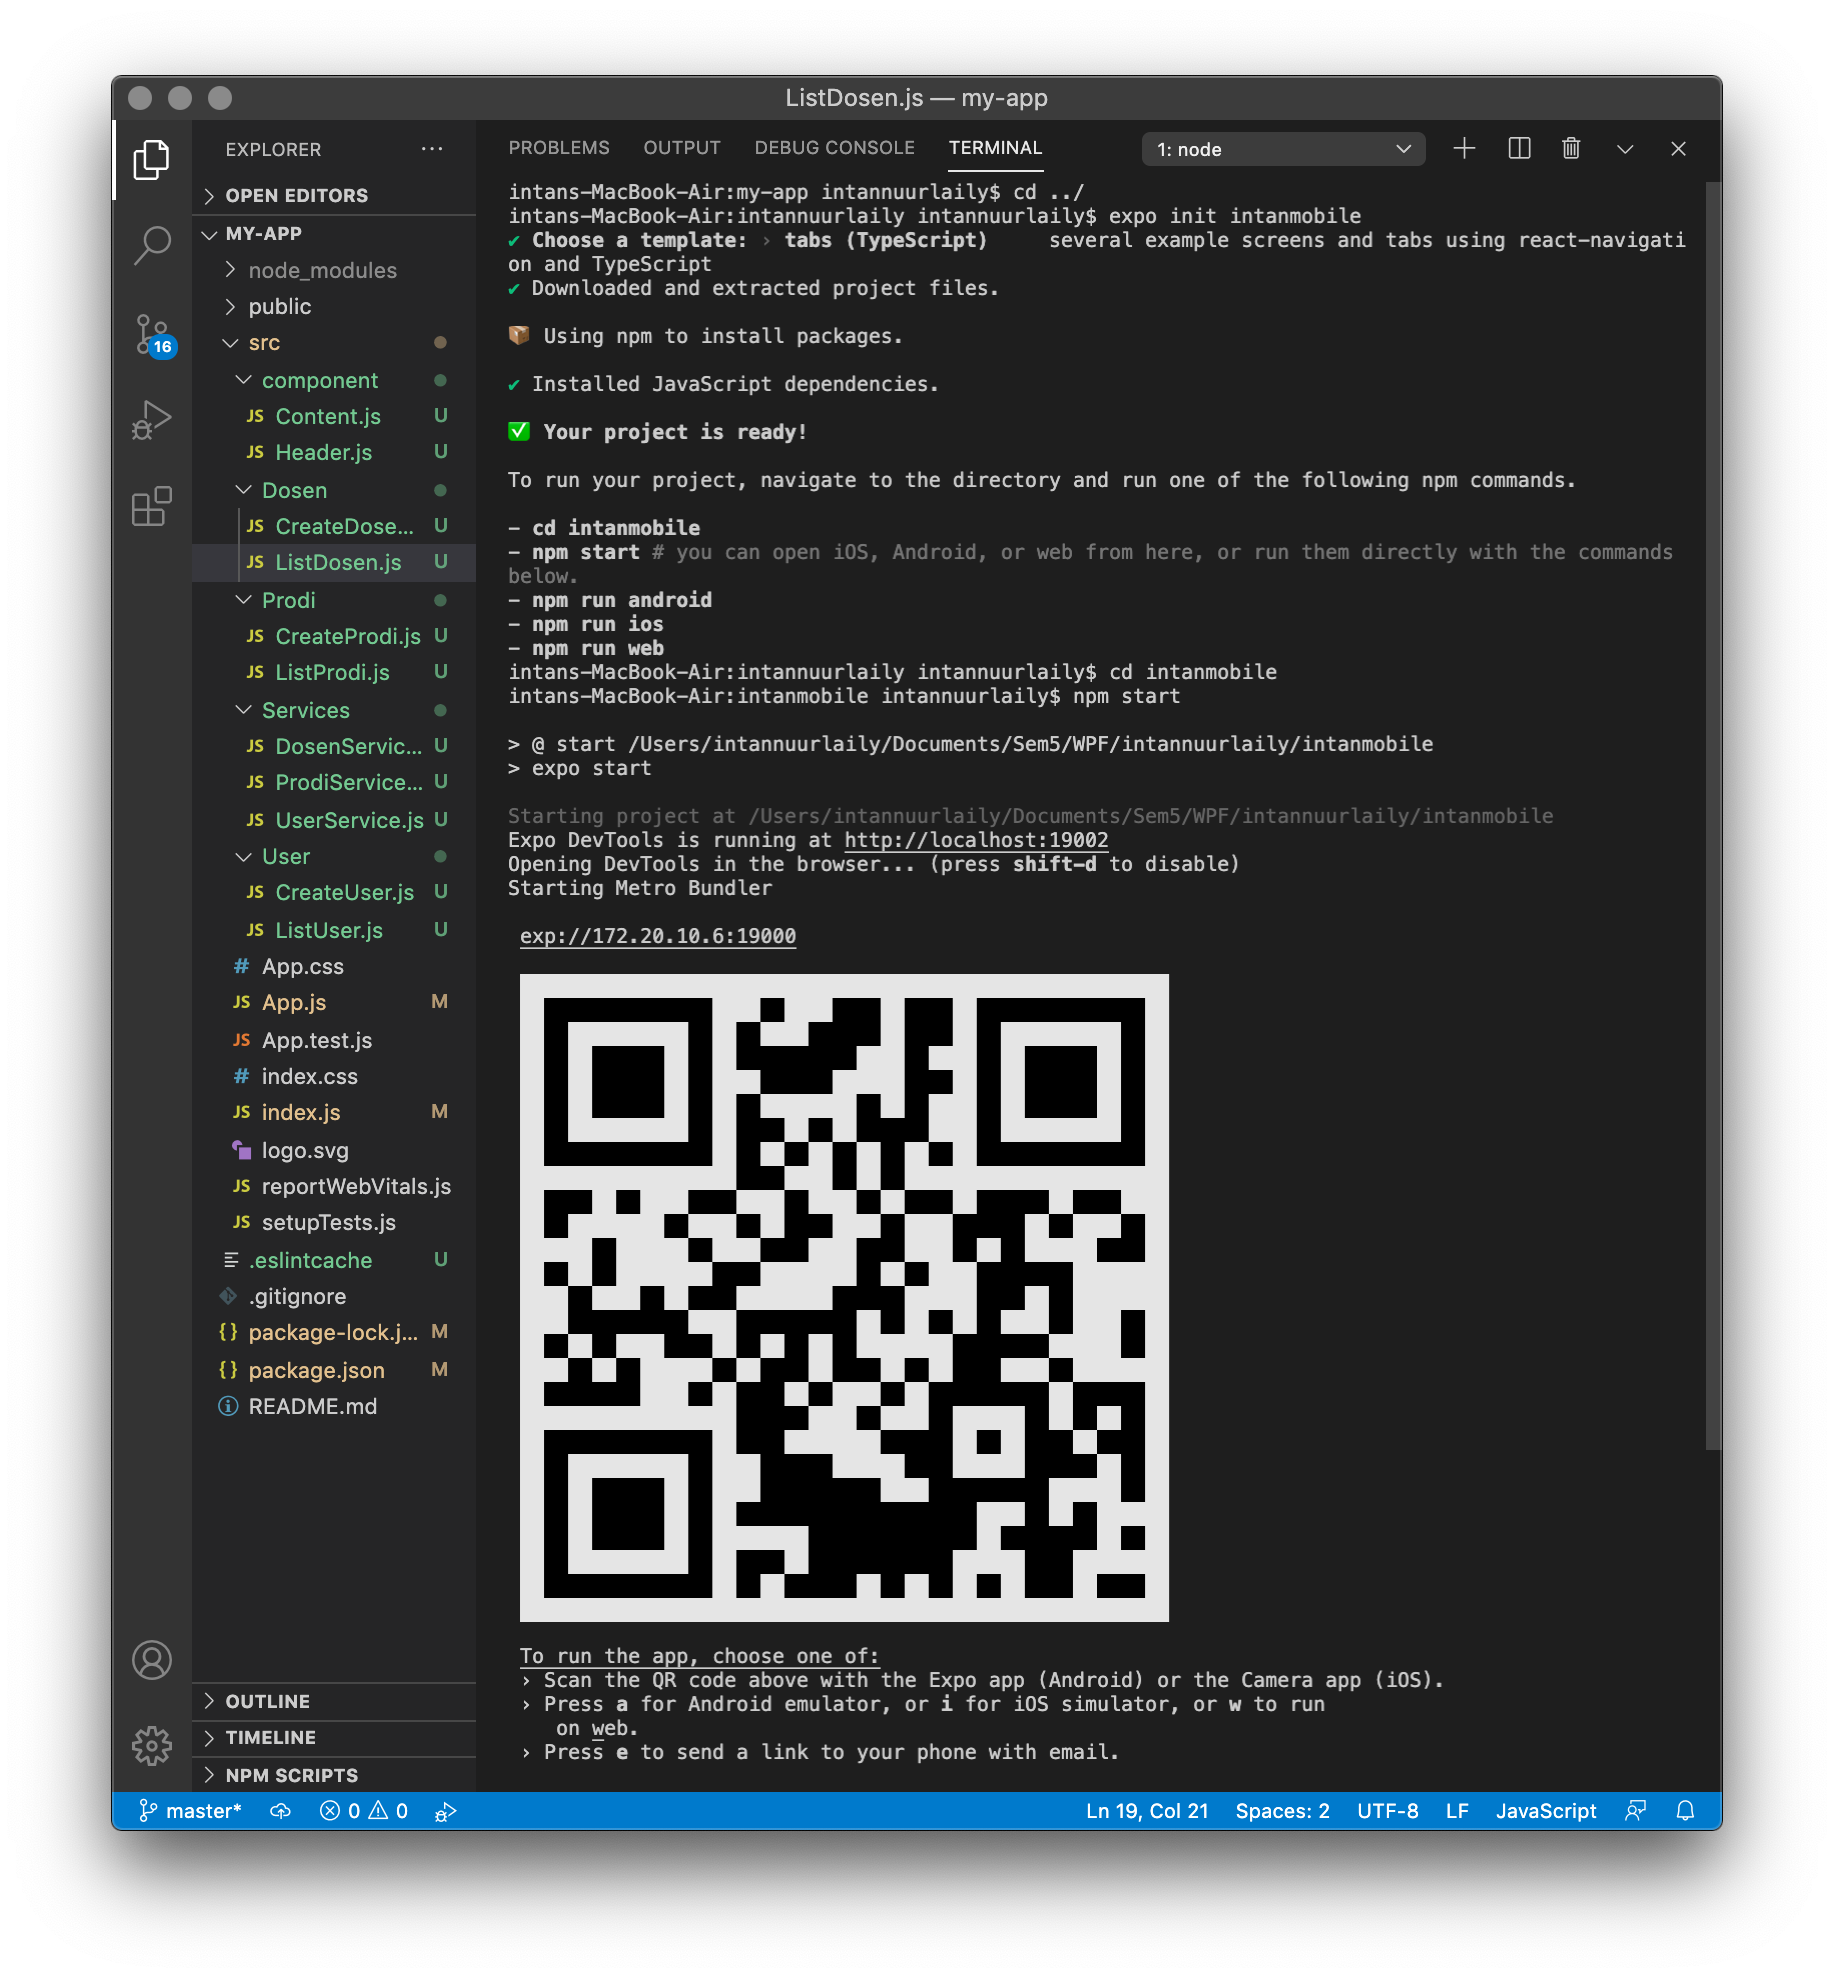 ListDosen.js — my-app
EXPLORER
OPEN EDITORS
MY-APP
node_modules
public
src
component
JS Content.js U
JS Header.js U
Dosen
JS CreateDose... U
JS ListDosen.js U
Prodi
JS CreateProdi.js U
JS ListProdi.js U
Services
JS DosenServic... U
JS ProdiService... U
JS UserService.js U
User
JS CreateUser.js U
JS ListUser.js U
# App.css
JS App.js M
JS App.test.js
# index.css
JS index.js M
logo.svg
JS reportWebVitals.js
JS setupTests.js
.eslintcache U
.gitignore
{} package-lock.j... M
{} package.json M
README.md
OUTLINE
TIMELINE
NPM SCRIPTS
16
PROBLEMS OUTPUT DEBUG CONSOLE TERMINAL 1: node
intans-MacBook-Air:my-app intannuurlaily$ cd ../
intans-MacBook-Air:intannuurlaily intannuurlaily$ expo init intanmobile
✔ Choose a template: › tabs (TypeScript) several example screens and tabs using react-navigati
on and TypeScript
✔ Downloaded and extracted project files.
📦 Using npm to install packages.
✔ Installed JavaScript dependencies.
✅ Your project is ready!
To run your project, navigate to the directory and run one of the following npm commands.
- cd intanmobile
- npm start # you can open iOS, Android, or web from here, or run them directly with the commands
below.
- npm run android
- npm run ios
- npm run web
intans-MacBook-Air:intannuurlaily intannuurlaily$ cd intanmobile
intans-MacBook-Air:intanmobile intannuurlaily$ npm start
> @ start /Users/intannuurlaily/Documents/Sem5/WPF/intannuurlaily/intanmobile
> expo start
Starting project at /Users/intannuurlaily/Documents/Sem5/WPF/intannuurlaily/intanmobile
Expo DevTools is running at http://localhost:19002
Opening DevTools in the browser... (press shift-d to disable)
Starting Metro Bundler
exp://172.20.10.6:19000
To run the app, choose one of:
› Scan the QR code above with the Expo app (Android) or the Camera app (iOS).
› Press a for Android emulator, or i for iOS simulator, or w to run
on web.
› Press e to send a link to your phone with email.
master* 0 0 Ln 19, Col 21 Spaces: 2 UTF-8 LF JavaScript